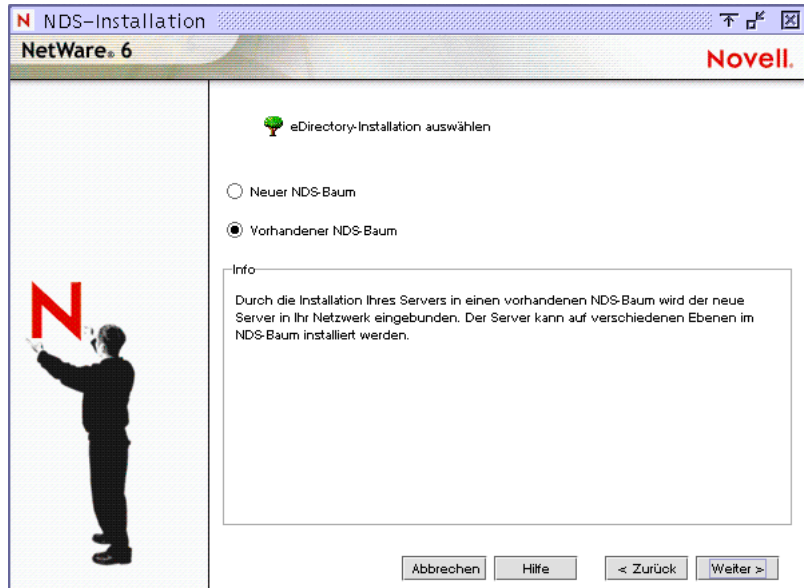 N NDS-Installation
NetWare® 6
Novell.
eDirectory-Installation auswählen
Neuer NDS-Baum
Vorhandener NDS-Baum
Info
Durch die Installation Ihres Servers in einen vorhandenen NDS-Baum wird der neue
Server in Ihr Netzwerk eingebunden. Der Server kann auf verschiedenen Ebenen im
NDS-Baum installiert werden.
N
Abbrechen Hilfe < Zurück Weiter >